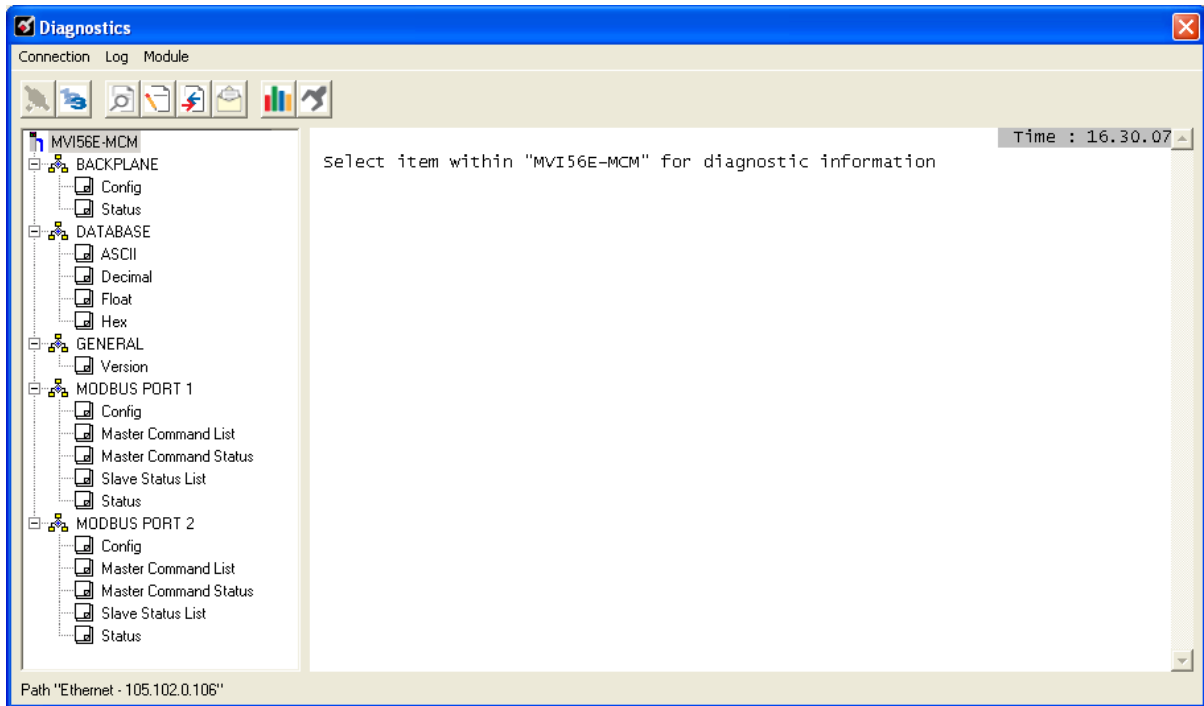 Diagnostics
Connection Log Module
MVI56E-MCM
BACKPLANE
Config
Status
DATABASE
ASCII
Decimal
Float
Hex
GENERAL
Version
MODBUS PORT 1
Config
Master Command List
Master Command Status
Slave Status List
Status
MODBUS PORT 2
Config
Master Command List
Master Command Status
Slave Status List
Status
Time : 16.30.07
Select item within "MVI56E-MCM" for diagnostic information
Path "Ethernet - 105.102.0.106"